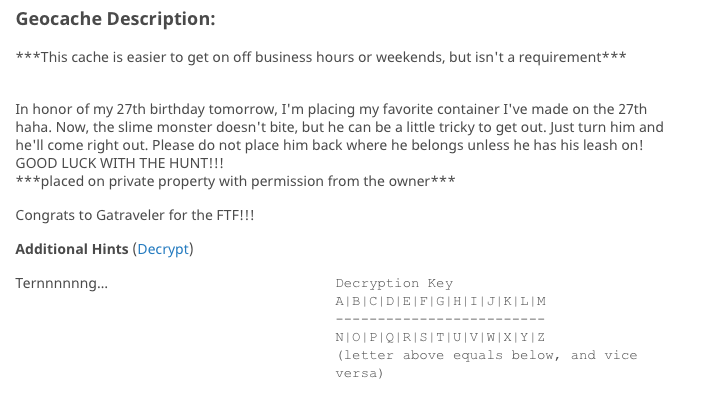 Geocache Description:
***This cache is easier to get on off business hours or weekends, but isn't a requirement***
In honor of my 27th birthday tomorrow, I'm placing my favorite container I've made on the 27th
haha. Now, the slime monster doesn't bite, but he can be a little tricky to get out. Just turn him and
he'll come right out. Please do not place him back where he belongs unless he has his leash on!
GOOD LUCK WITH THE HUNT!!!
***placed on private property with permission from the owner***
Congrats to Gatraveler for the FTF!!!
Additional Hints (Decrypt)
Ternnnnnng...
Decryption Key
A|B|C|D|E|F|G|H|I|J|K|L|M
-------------------------
N|O|P|Q|R|S|T|U|V|W|X|Y|Z
(letter above equals below, and vice
versa)